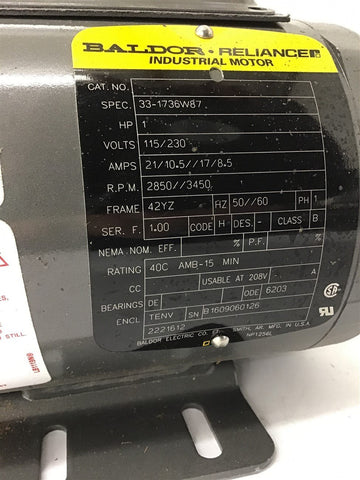 BALDOR · RELIANCE
INDUSTRIAL MOTOR
CAT. NO.
SPEC. 33-1736W87
HP 1
VOLTS 115/230
AMPS 21/10.5//17/8.5
R.P.M. 2850//3450
FRAME 42YZ HZ 50//60 PH 1
SER. F. 1.00 CODE H DES. - CLASS B
NEMA NOM. EFF. % P.F. %
RATING 40C AMB-15 MIN
CC USABLE AT 208V A
BEARINGS DE ODE 6203
ENCL TENV SN B1609060126
2221612
BALDOR ELECTRIC CO. SMITH, AR. MFG. IN U.S.A.
NP1256L
STILL